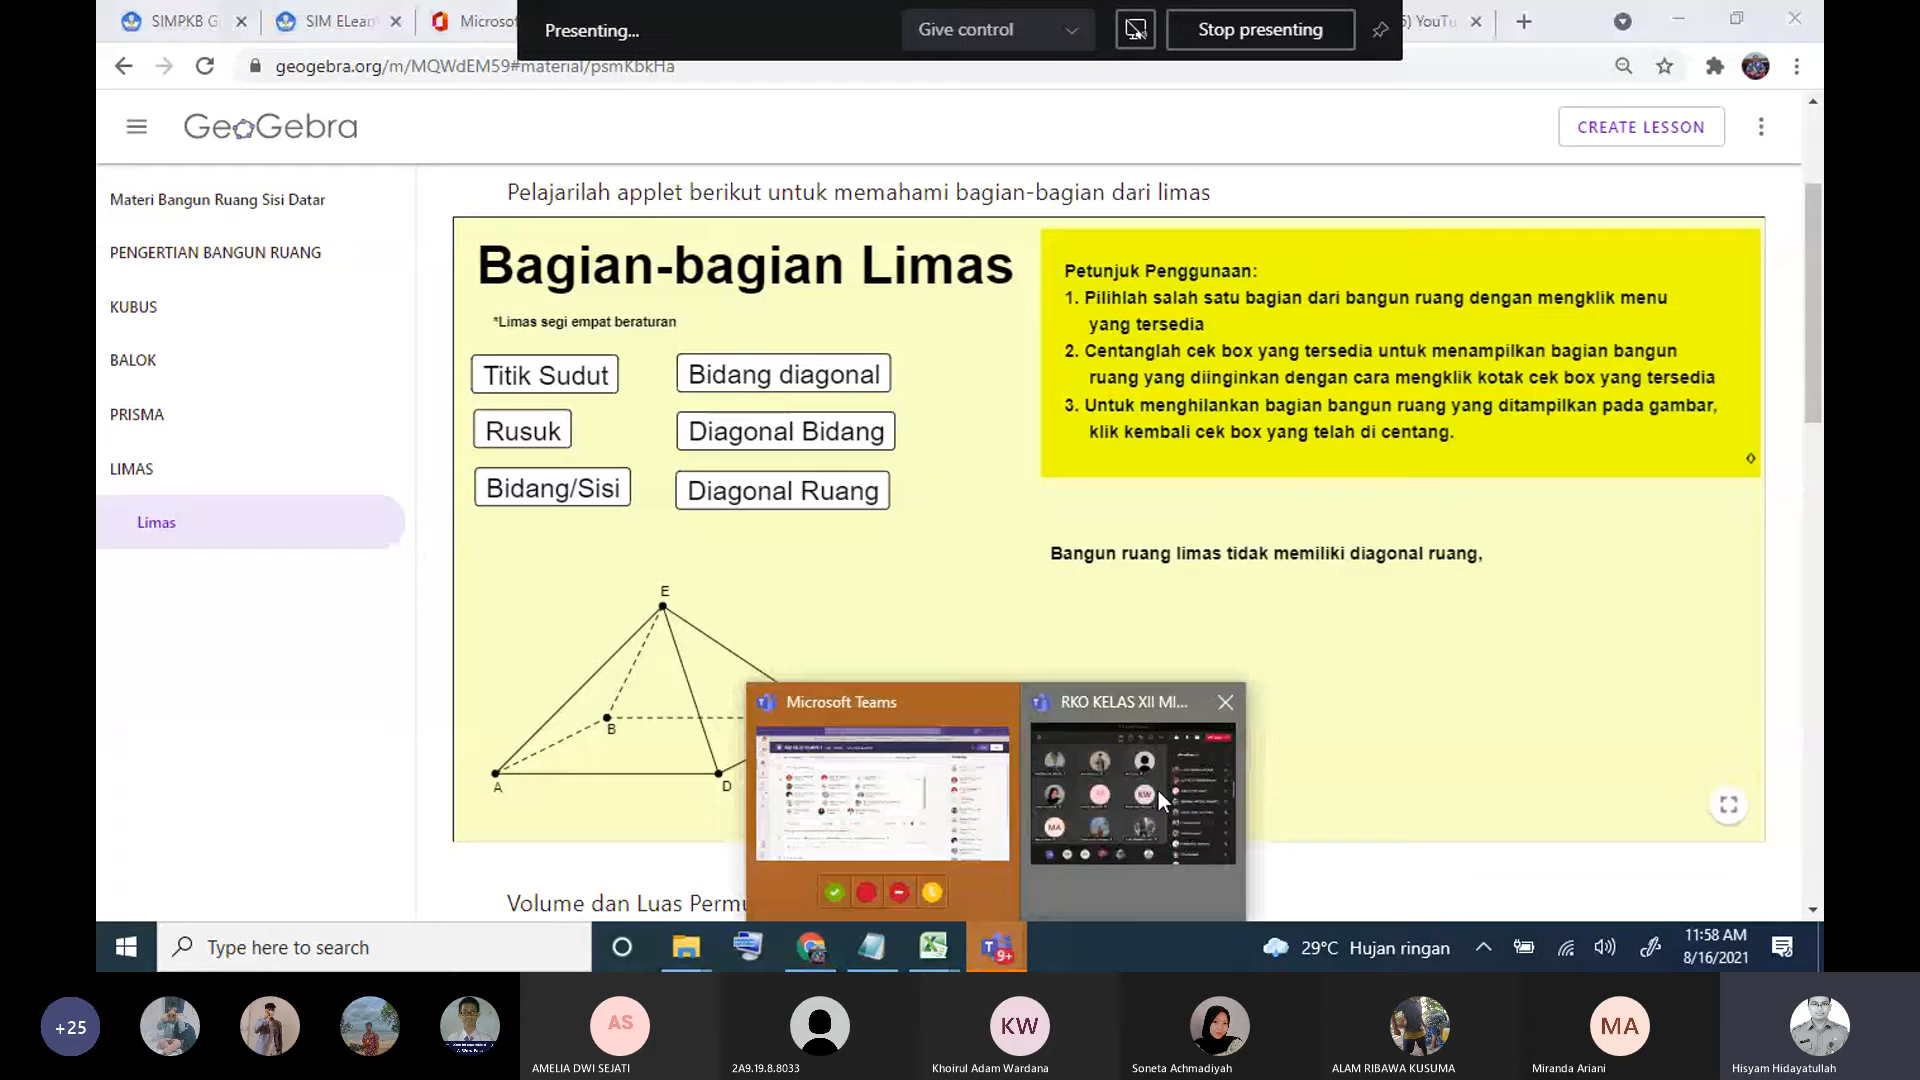 SIMPKB G
SIM ELearn
Microsof
Presenting...
Give control
Stop presenting
YouTu
geogebra.org/m/MQWdEM59#material/psmKbkHa
GeoGebra
CREATE LESSON
Materi Bangun Ruang Sisi Datar
PENGERTIAN BANGUN RUANG
KUBUS
BALOK
PRISMA
LIMAS
Limas
Pelajarilah applet berikut untuk memahami bagian-bagian dari limas
Bagian-bagian Limas
*Limas segi empat beraturan
Titik Sudut
Bidang diagonal
Rusuk
Diagonal Bidang
Bidang/Sisi
Diagonal Ruang
Petunjuk Penggunaan:
1. Pilihlah salah satu bagian dari bangun ruang dengan mengklik menu
yang tersedia
2. Centanglah cek box yang tersedia untuk menampilkan bagian bangun
ruang yang diinginkan dengan cara mengklik kotak cek box yang tersedia
3. Untuk menghilankan bagian bangun ruang yang ditampilkan pada gambar,
klik kembali cek box yang telah di centang.
Bangun ruang limas tidak memiliki diagonal ruang,
E
B
A
D
Microsoft Teams
RKO KELAS XII MI...
KW
MA
Volume dan Luas Permu
Type here to search
9+
29°C Hujan ringan
11:58 AM
8/16/2021
+25
AS
KW
MA
AMELIA DWI SEJATI
2A9.19.8.8033
Khoirul Adam Wardana
Soneta Achmadiyah
ALAM RIBAWA KUSUMA
Miranda Ariani
Hisyam Hidayatullah